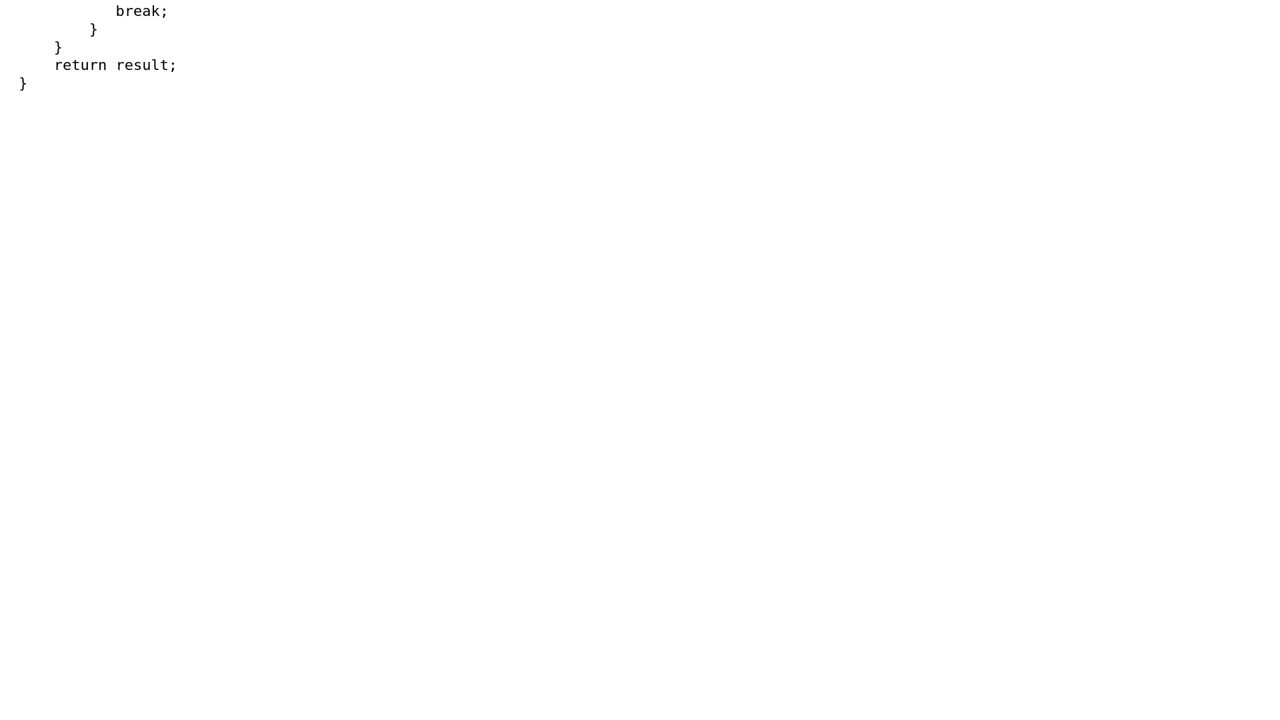 break;
        }
    }
    return result;
}